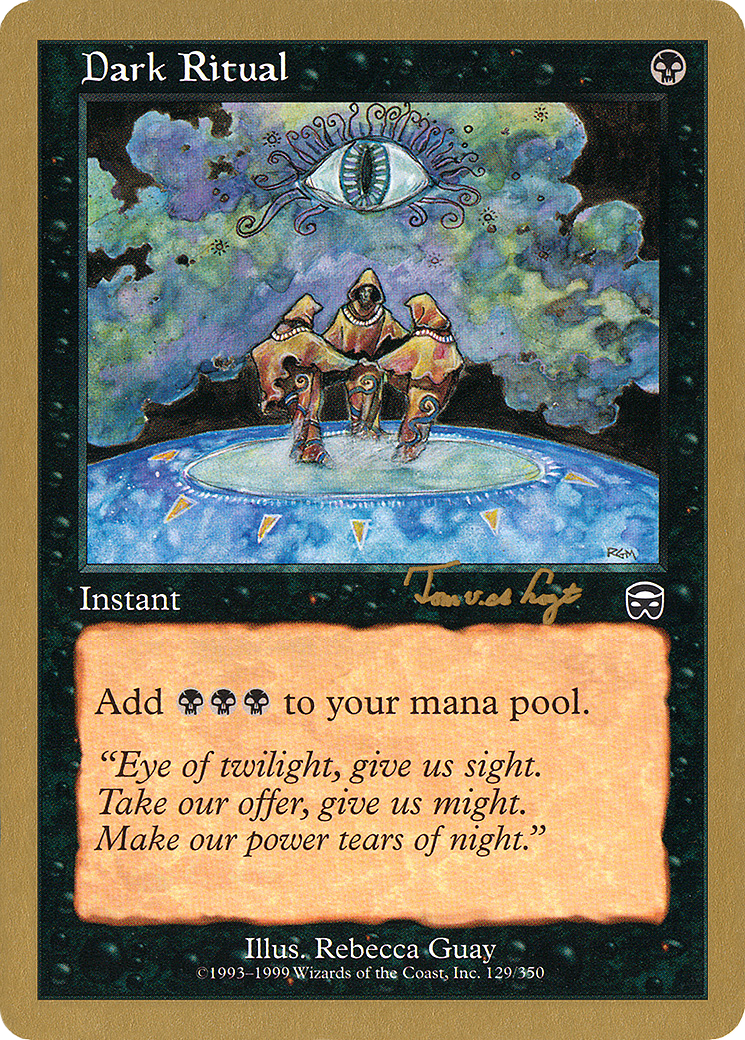 Dark Ritual
RGM
Instant
Add to your mana pool.
“Eye of twilight, give us sight.
Take our offer, give us might.
Make our power tears of night.”
Illus. Rebecca Guay
©1993–1999 Wizards of the Coast, Inc. 129/350